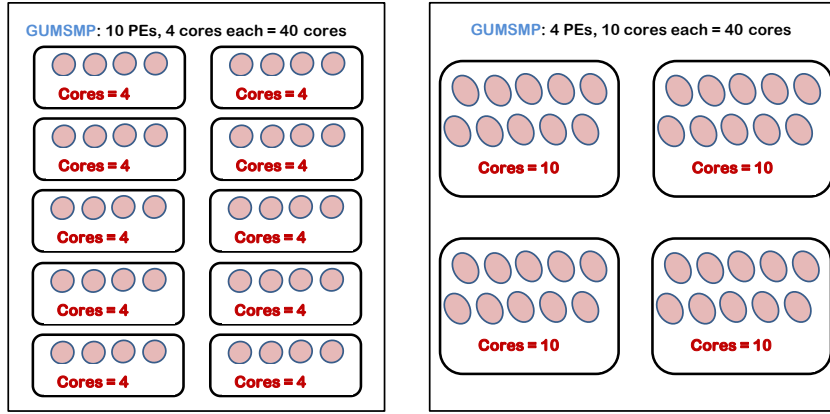 GUMSMP: 10 PEs, 4 cores each = 40 cores
Cores = 4
Cores = 4
Cores = 4
Cores = 4
Cores = 4
Cores = 4
Cores = 4
Cores = 4
Cores = 4
Cores = 4
GUMSMP: 4 PEs, 10 cores each = 40 cores
Cores = 10
Cores = 10
Cores = 10
Cores = 10